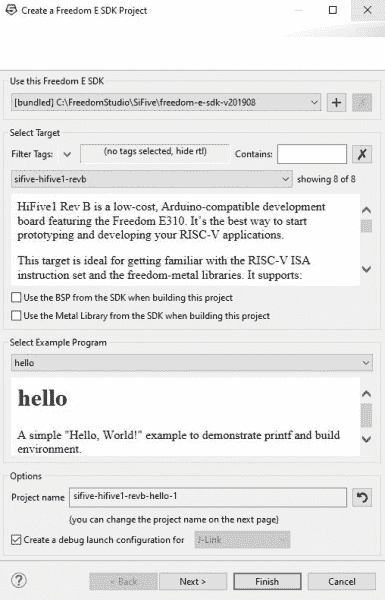 Create a Freedom E SDK Project
Use this Freedom E SDK
[bundled] C:\FreedomStudio\SiFive\freedom-e-sdk-v201908
Select Target
Filter Tags:
(no tags selected, hide rtl)
Contains:
sifive-hifive1-revb
showing 8 of 8
HiFive1 Rev B is a low-cost, Arduino-compatible development
board featuring the Freedom E310. It's the best way to start
prototyping and developing your RISC-V applications.
This target is ideal for getting familiar with the RISC-V ISA
instruction set and the freedom-metal libraries. It supports:
Use the BSP from the SDK when building this project
Use the Metal Library from the SDK when building this project
Select Example Program
hello
hello
A simple "Hello, World!" example to demonstrate printf and build
environment.
Options
Project name
sifive-hifive1-revb-hello-1
(you can change the project name on the next page)
Create a debug launch configuration for
J-Link
< Back
Next >
Finish
Cancel